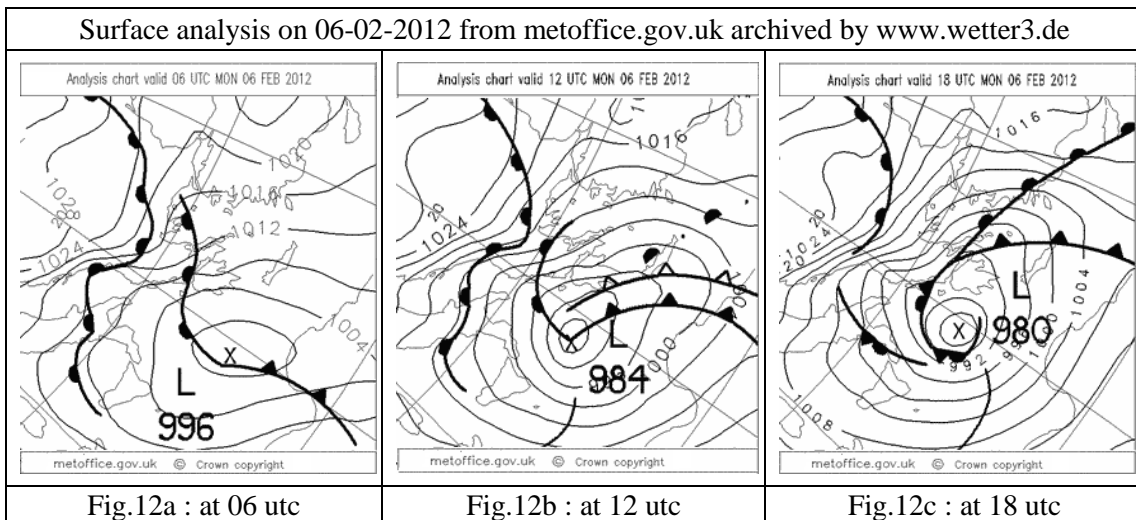 Surface analysis on 06-02-2012 from metoffice.gov.uk archived by www.wetter3.de
Analysis chart valid 06 UTC MON 06 FEB 2012
1028
20
1024
1020
1016
1012
1004
X
L
996
metoffice.gov.uk © Crown copyright
Analysis chart valid 12 UTC MON 06 FEB 2012
1016
20
1024
1000
X
L
984
metoffice.gov.uk © Crown copyright
Analysis chart valid 18 UTC MON 06 FEB 2012
1016
20
1024
1004
X
L
980
992
1008
metoffice.gov.uk © Crown copyright
Fig.12a : at 06 utc
Fig.12b : at 12 utc
Fig.12c : at 18 utc